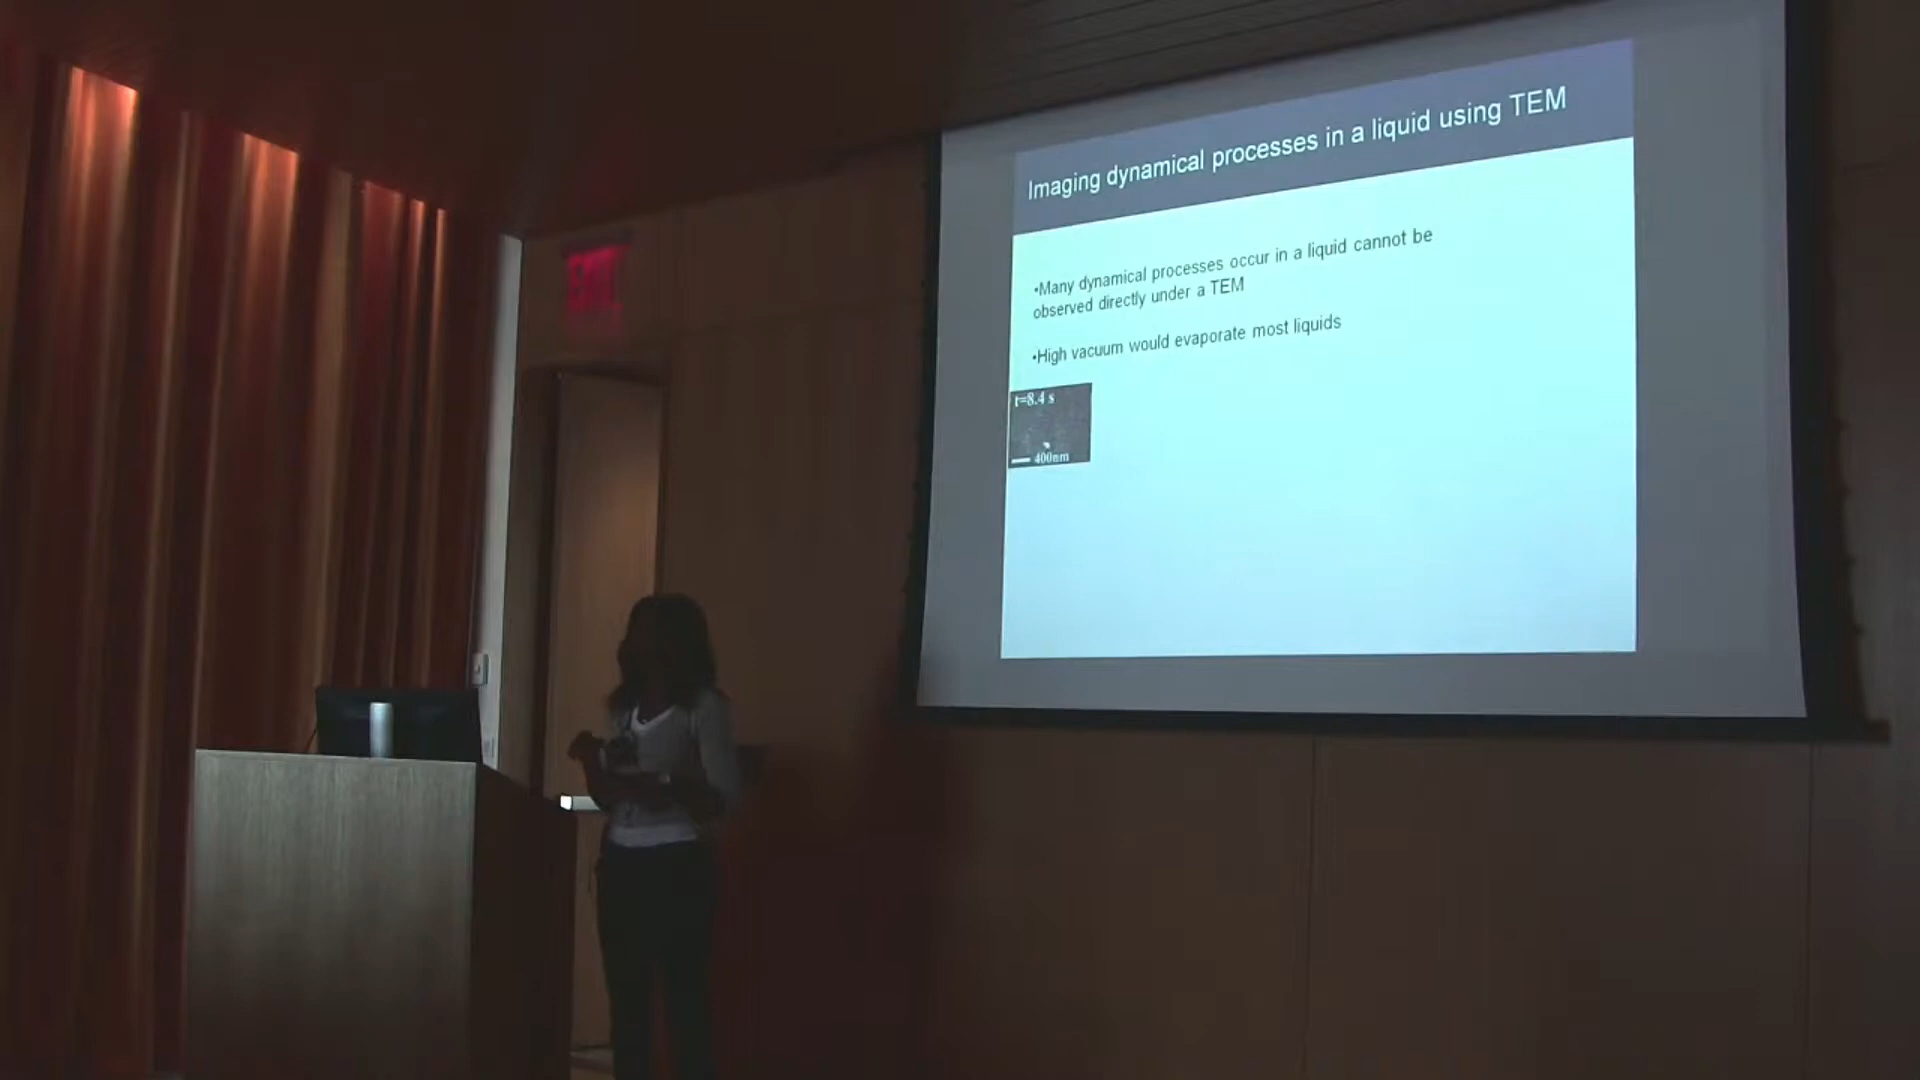 EXIT
Imaging dynamical processes in a liquid using TEM
•Many dynamical processes occur in a liquid cannot be
observed directly under a TEM
•High vacuum would evaporate most liquids
t=8.4 s
400nm